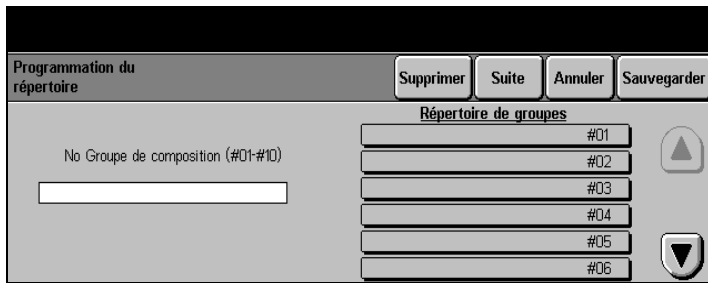 Programmation du
répertoire
Supprimer
Suite
Annuler
Sauvegarder
Répertoire de groupes
No Groupe de composition (#01-#10)
#01
#02
#03
#04
#05
#06